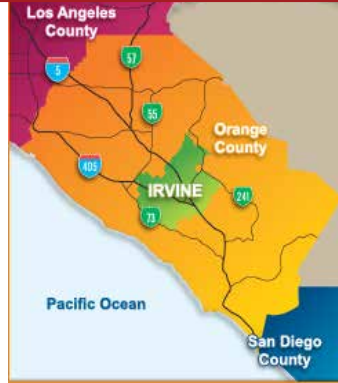 Los Angeles
County
57
5
55
Orange
County
405
IRVINE
241
73
Pacific Ocean
San Diego
County